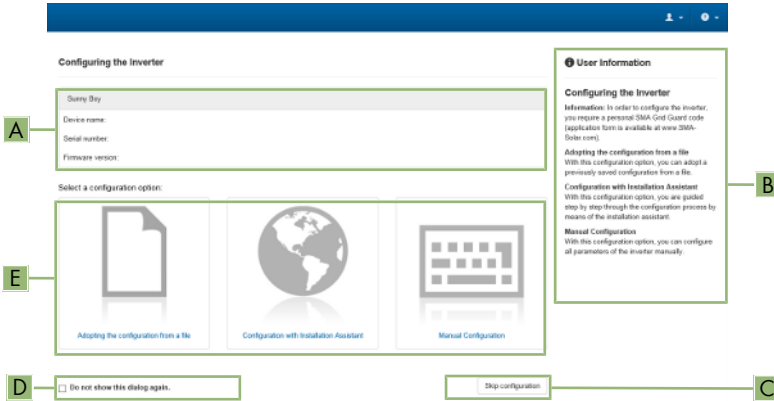 Configuring the Inverter
Sunny Boy
Device name:
Serial number:
Firmware version:
A
Select a configuration option:
E
Adopting the configuration from a file
Configuration with Installation Assistant
Manual Configuration
D
Do not show this dialog again.
Skip configuration
C
User Information
Configuring the Inverter
Information: In order to configure the inverter,
you require a personal SMA Grid Guard code
(application form is available at www.SMA-
Solar.com).
Adopting the configuration from a file
With this configuration option, you can adopt a
previously saved configuration from a file.
Configuration with Installation Assistant
With this configuration option, you are guided
step by step through the configuration process by
means of the installation assistant.
Manual Configuration
With this configuration option, you can configure
all parameters of the inverter manually.
B